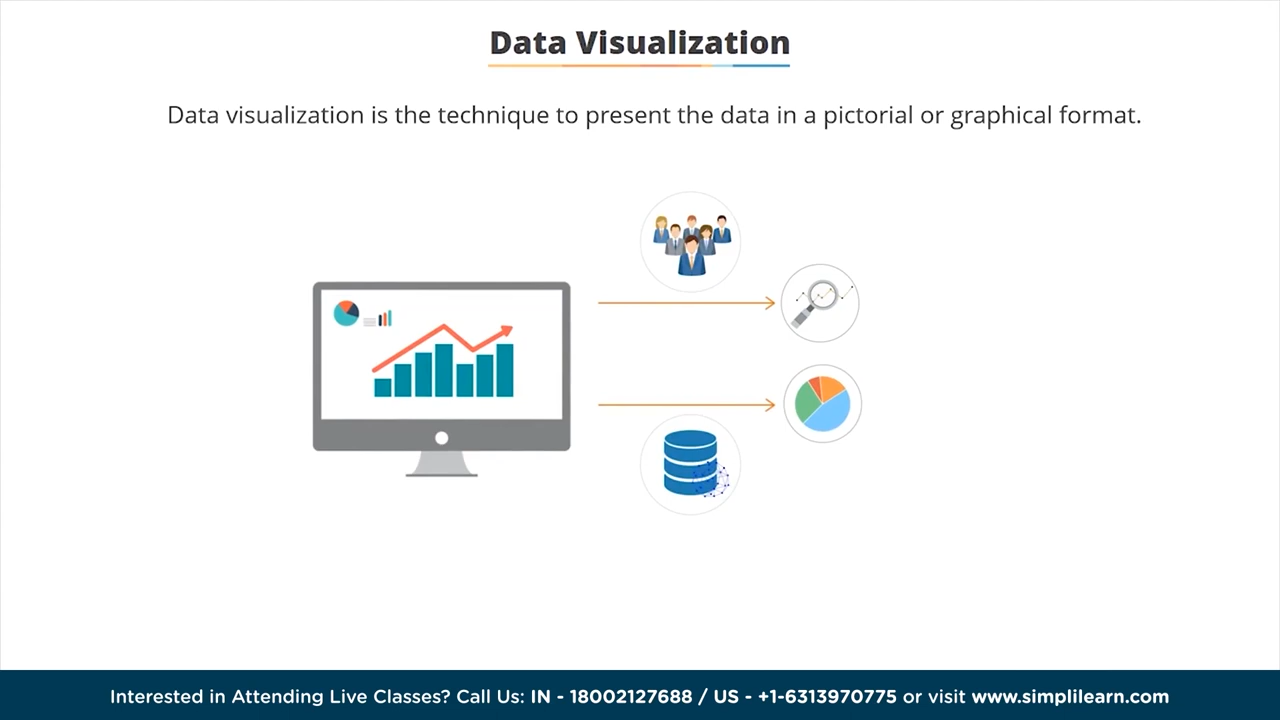 Data Visualization
Data visualization is the technique to present the data in a pictorial or graphical format.
Interested in Attending Live Classes? Call Us: IN - 18002127688 / US - +1-6313970775 or visit www.simplilearn.com